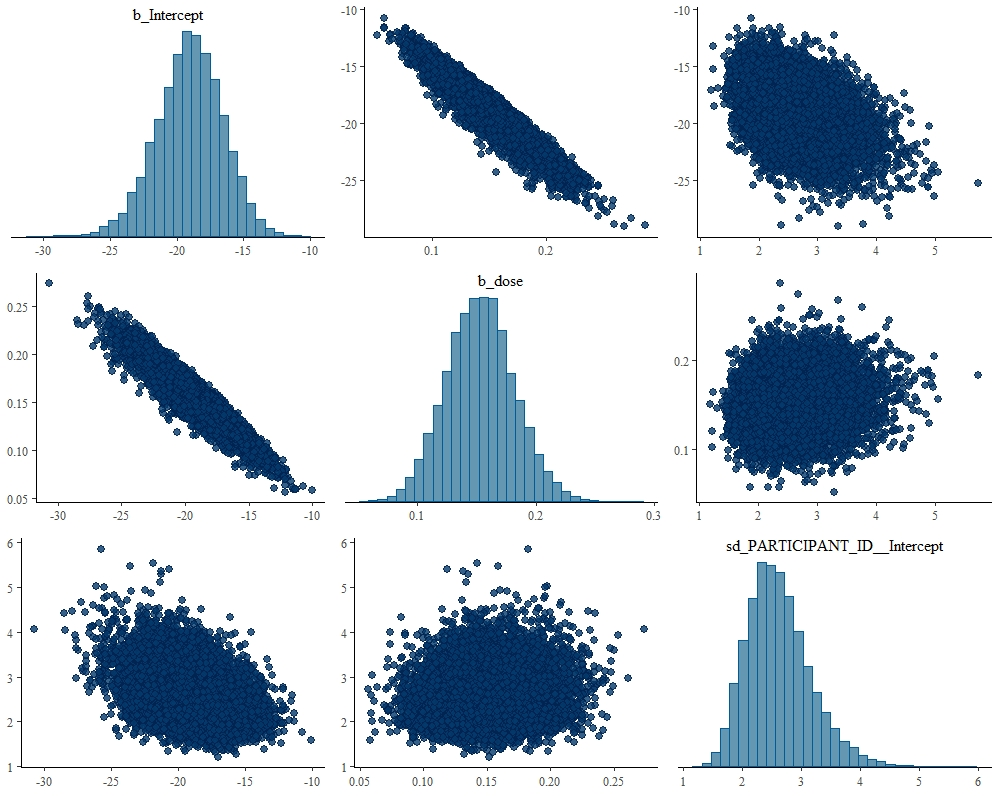 b_Intercept
-10
-15
-20
-25
-30 -25 -20 -15 -10
0.1 0.2
-10
-15
-20
-25
1 2 3 4 5
b_dose
0.25
0.20
0.15
0.10
0.05
-30 -25 -20 -15 -10
0.1 0.2 0.3
0.2
0.1
1 2 3 4 5
sd_PARTICIPANT_ID__Intercept
6
5
4
3
2
1
-30 -25 -20 -15 -10
6
5
4
3
2
1
0.05 0.10 0.15 0.20 0.25
1 2 3 4 5 6